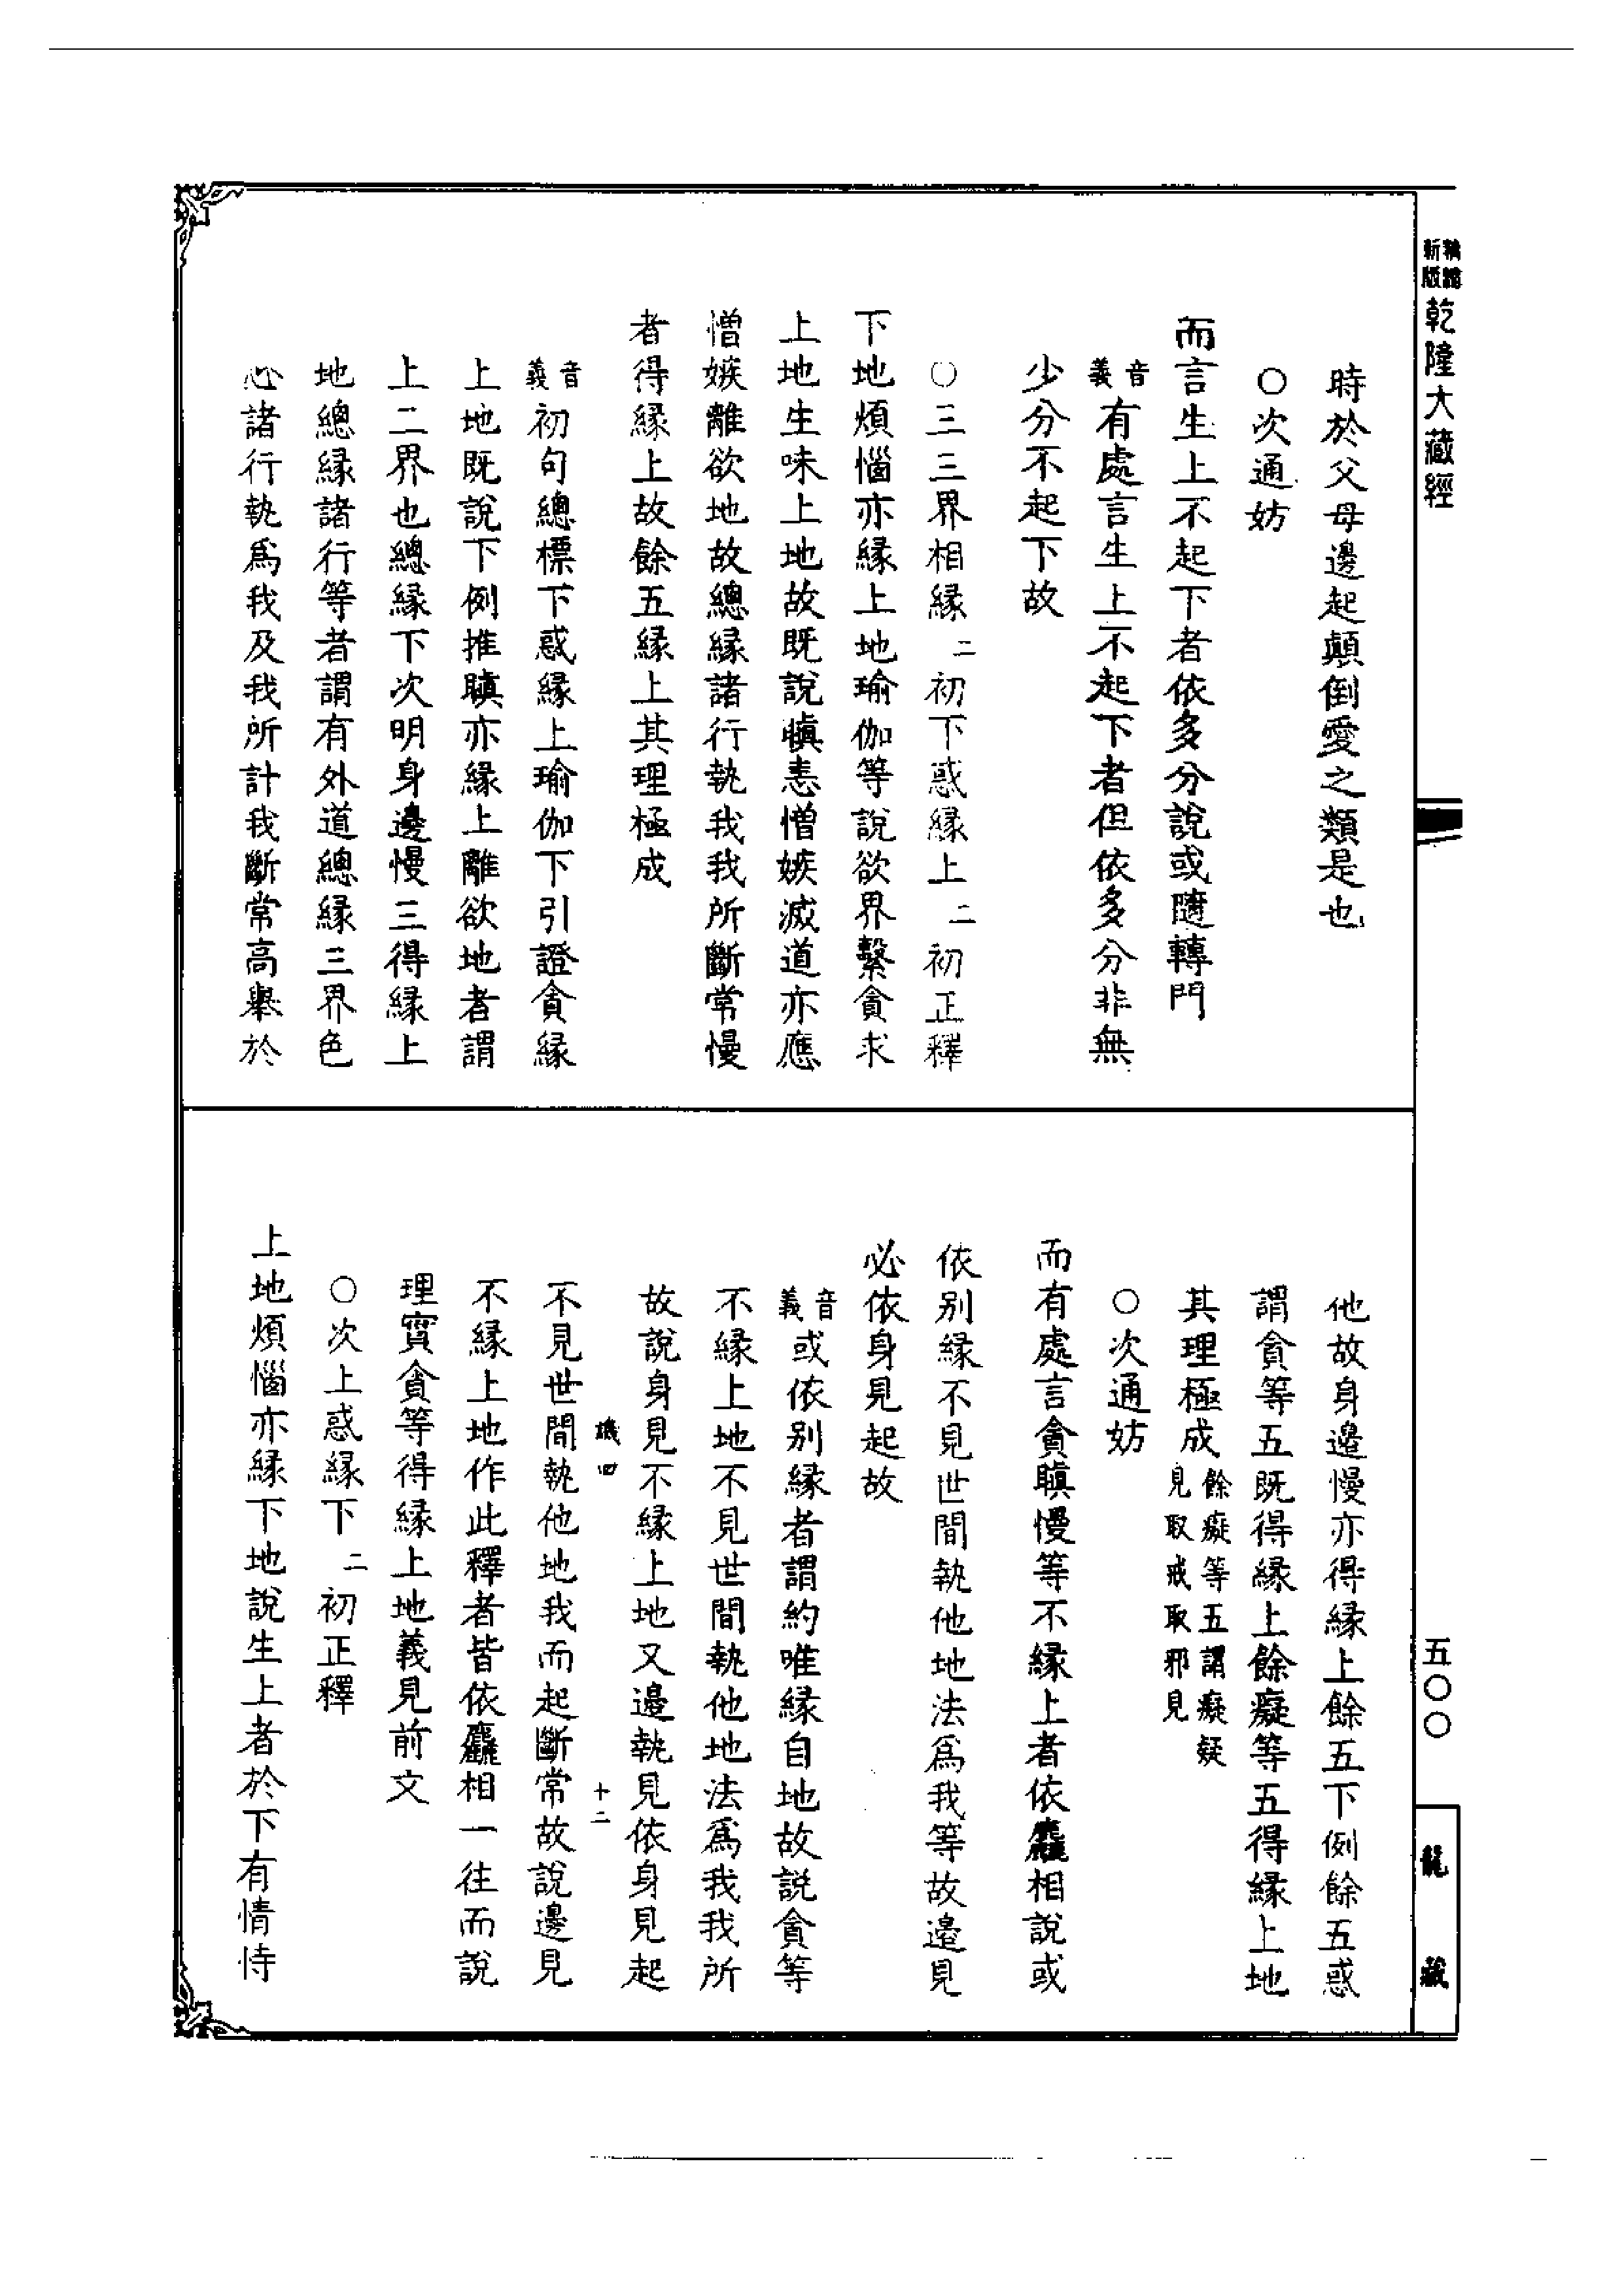 新版
精譯
乾隆大藏經
時於父母邊起顛倒愛之類是也
○次通妨
而言生上不起下者依多分說或隨轉門
音義有處言生上不起下者但依多分非無
少分不起下故
○三三界相緣二初下惑緣上二初正釋
下地煩惱亦緣上地瑜伽等說欲界繫貪求
上地生味上地故既說瞋恚憎嫉滅道亦應
憎嫉離欲地故總緣諸行執我我所斷常慢
者得緣上故餘五緣上其理極成
音義初句總標下惑緣上瑜伽下引證貪緣
上地既說下例推瞋亦緣上離欲地者謂
上二界也總緣下次明身邊慢三得緣上
地總緣諸行等者謂有外道總緣三界色
心諸行執為我及我所計我斷常高舉於
他故身邊慢亦得緣上餘五下例餘五惑
謂貪等五既得緣上餘癡等五得緣上地
其理極成餘癡等五謂癡疑見取戒取邪見
○次通妨
而有處言貪瞋慢等不緣上者依麤相說或
依別緣不見世間執他地法為我等故邊見
必依身見起故
音義或依別緣者謂約唯緣自地故說貪等
不緣上地不見世間執他地法為我我所
故說身見不緣上地又邊執見依身見起
磯四
十二
不見世間執他地我而起斷常故說邊見
不緣上地作此釋者皆依麤相一往而說
理實貪等得緣上地義見前文
○次上惑緣下二初正釋
上地煩惱亦緣下地說生上者於下有情恃
五〇〇
龍藏